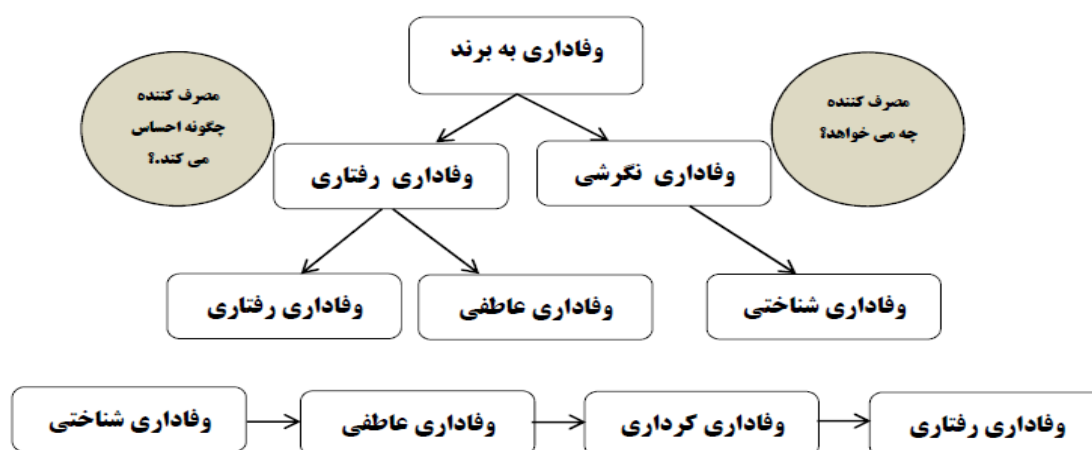 وفاداری به برند
مصرف کننده
چه می خواهد؟
مصرف کننده
چگونه احساس
می کند.؟
وفاداری نگرشی
وفاداری رفتاری
وفاداری شناختی
وفاداری عاطفی
وفاداری رفتاری
وفاداری شناختی
وفاداری عاطفی
وفاداری کرداری
وفاداری رفتاری